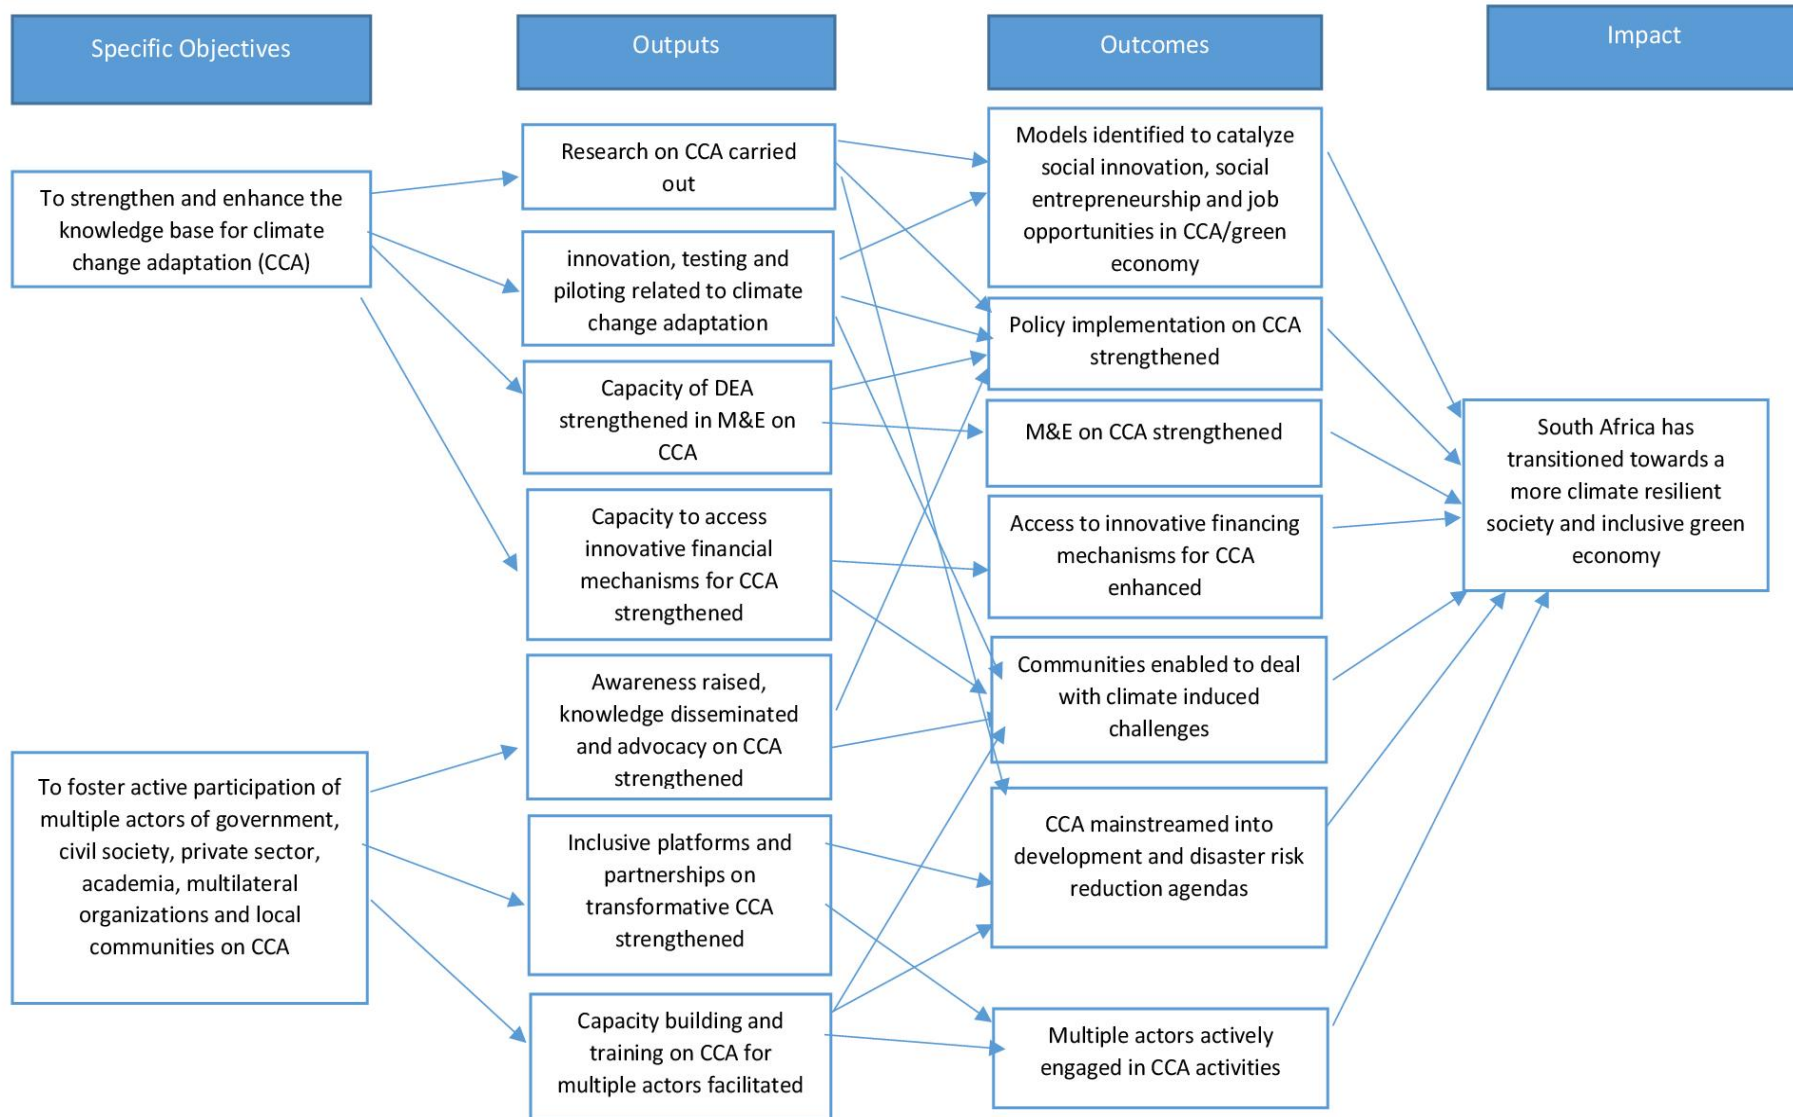 Specific Objectives
Outputs
Outcomes
Impact
To strengthen and enhance the
knowledge base for climate
change adaptation (CCA)
To foster active participation of
multiple actors of government,
civil society, private sector,
academia, multilateral
organizations and local
communities on CCA
Research on CCA carried
out
innovation, testing and
piloting related to climate
change adaptation
Capacity of DEA
strengthened in M&E on
CCA
Capacity to access
innovative financial
mechanisms for CCA
strengthened
Awareness raised,
knowledge disseminated
and advocacy on CCA
strengthened
Inclusive platforms and
partnerships on
transformative CCA
strengthened
Capacity building and
training on CCA for
multiple actors facilitated
Models identified to catalyze
social innovation, social
entrepreneurship and job
opportunities in CCA/green
economy
Policy implementation on CCA
strengthened
M&E on CCA strengthened
Access to innovative financing
mechanisms for CCA
enhanced
Communities enabled to deal
with climate induced
challenges
CCA mainstreamed into
development and disaster risk
reduction agendas
Multiple actors actively
engaged in CCA activities
South Africa has
transitioned towards a
more climate resilient
society and inclusive green
economy